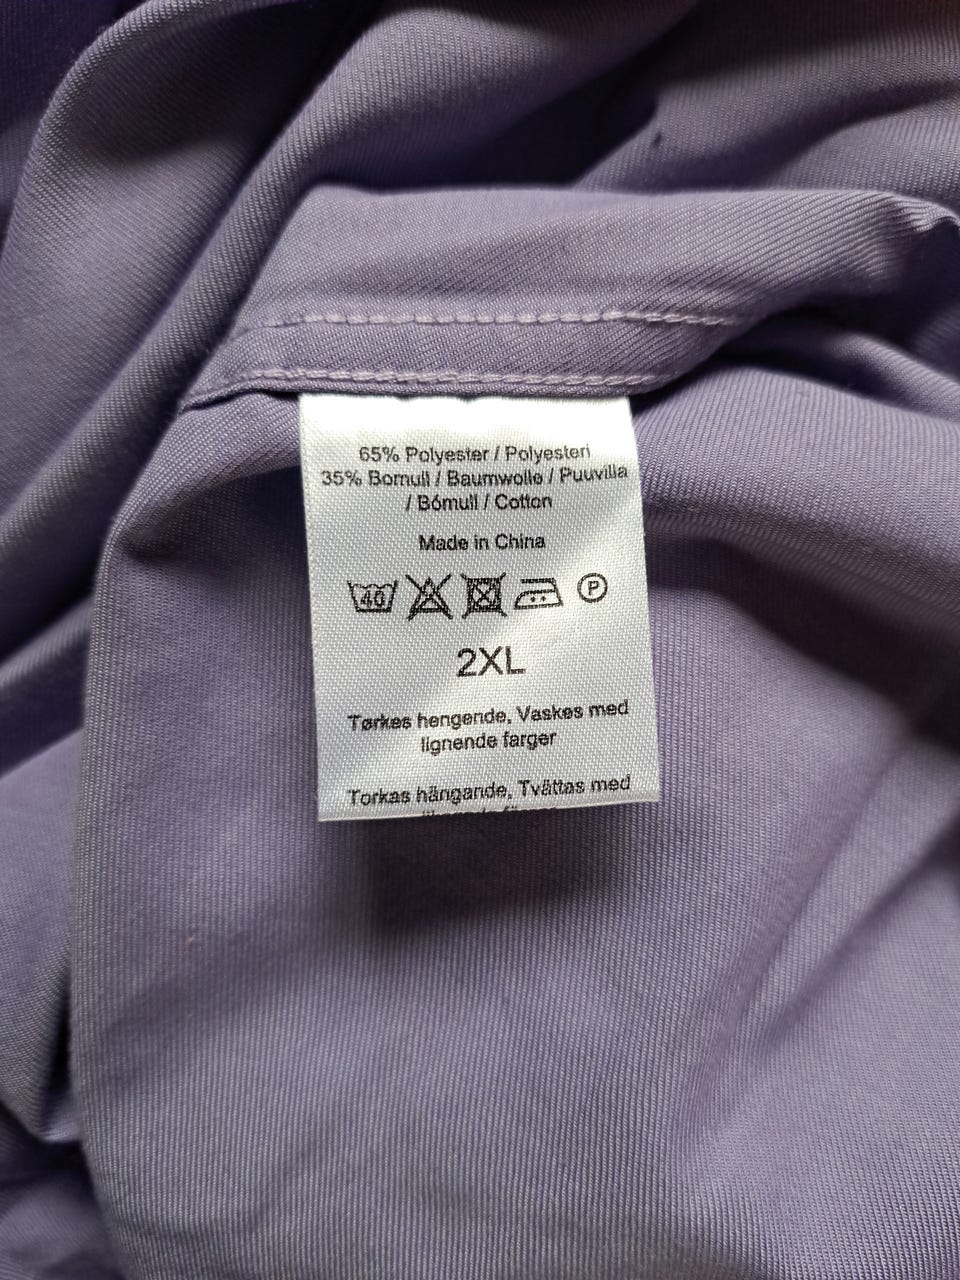 65% Polyester / Polyesteri
35% Bomull / Baumwolle / Puuvilla
/ Bómull / Cotton
Made in China
40 P
2XL
Tørkes hengende, Vaskes med
lignende farger
Torkas hängande, Tvättas med